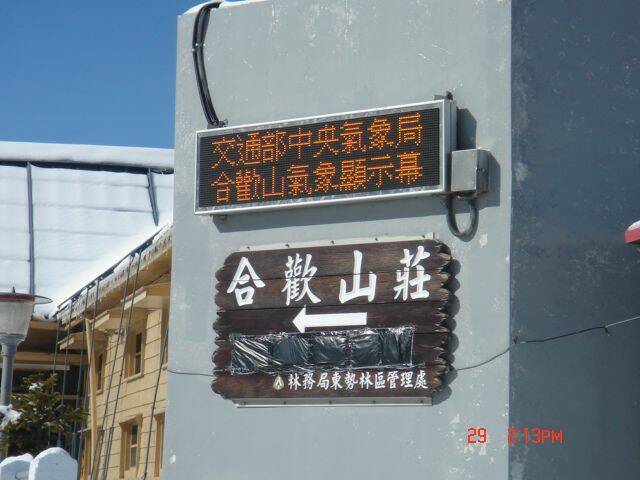 交通部中央氣象局
合歡山氣象顯示幕
合歡山莊
林務局東勢林區管理處
29 2:13PM